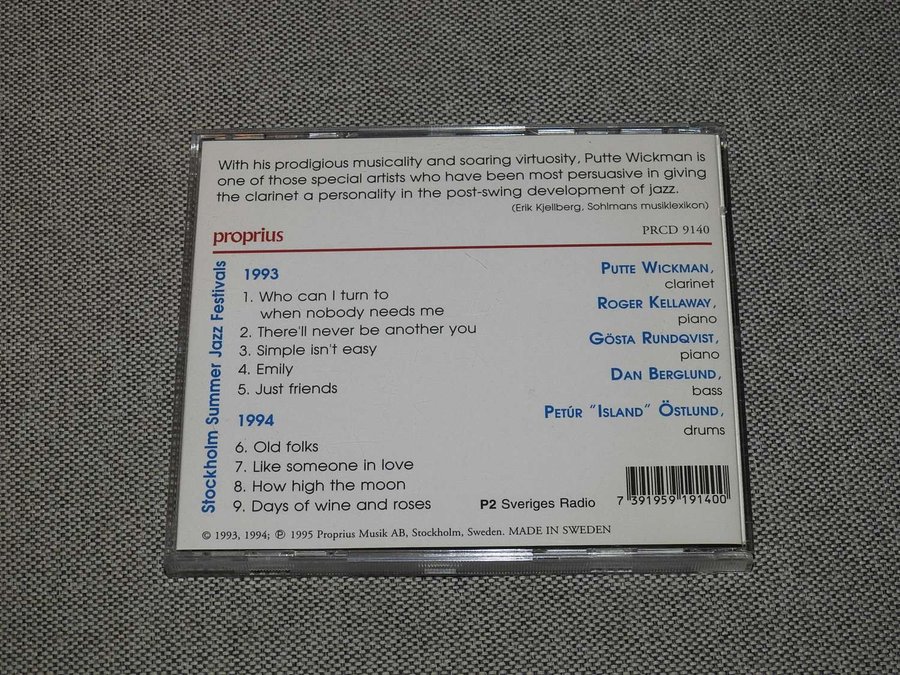 With his prodigious musicality and soaring virtuosity, Putte Wickman is
one of those special artists who have been most persuasive in giving
the clarinet a personality in the post-swing development of jazz.
(Erik Kjellberg, Sohlmans musiklexikon)
proprius
PRCD 9140
Stockholm Summer Jazz Festivals
1993
1. Who can I turn to
when nobody needs me
2. There'll never be another you
3. Simple isn't easy
4. Emily
5. Just friends
1994
6. Old folks
7. Like someone in love
8. How high the moon
9. Days of wine and roses
PUTTE WICKMAN,
clarinet
ROGER KELLAWAY,
piano
GÖSTA RUNDQVIST,
piano
DAN BERGLUND,
bass
PETÚR "ISLAND" ÖSTLUND,
drums
P2 Sveriges Radio
7 391959 191400
© 1993, 1994; ℗ 1995 Proprius Musik AB, Stockholm, Sweden. MADE IN SWEDEN